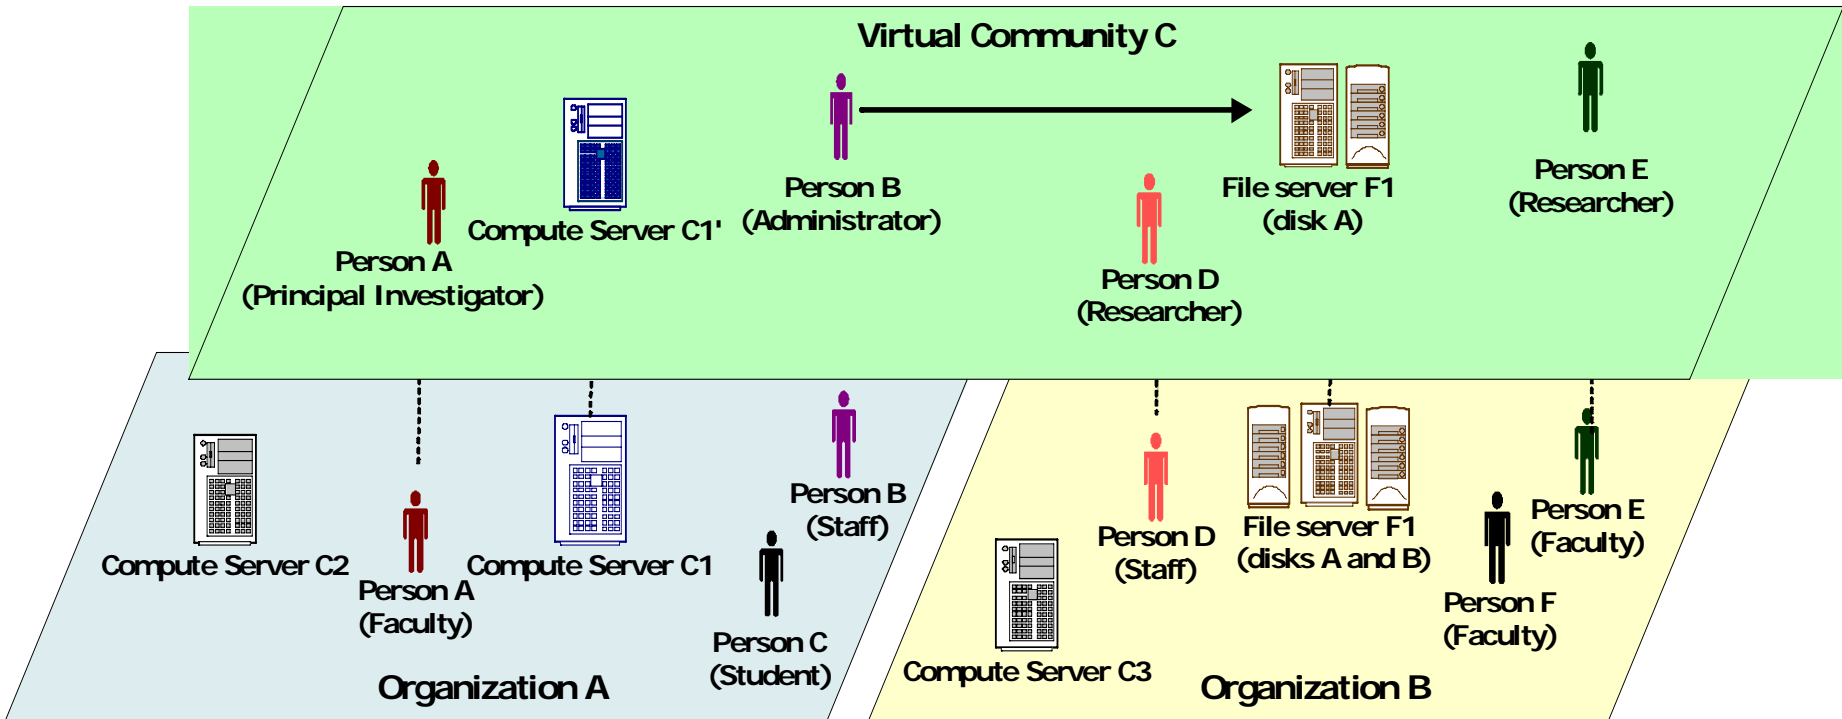 Virtual Community C
Person A
(Principal Investigator)
Compute Server C1'
Person B
(Administrator)
Person D
(Researcher)
File server F1
(disk A)
Person E
(Researcher)
Compute Server C2
Person A
(Faculty)
Compute Server C1
Person B
(Staff)
Person C
(Student)
Organization A
Compute Server C3
Person D
(Staff)
File server F1
(disks A and B)
Person F
(Faculty)
Person E
(Faculty)
Organization B